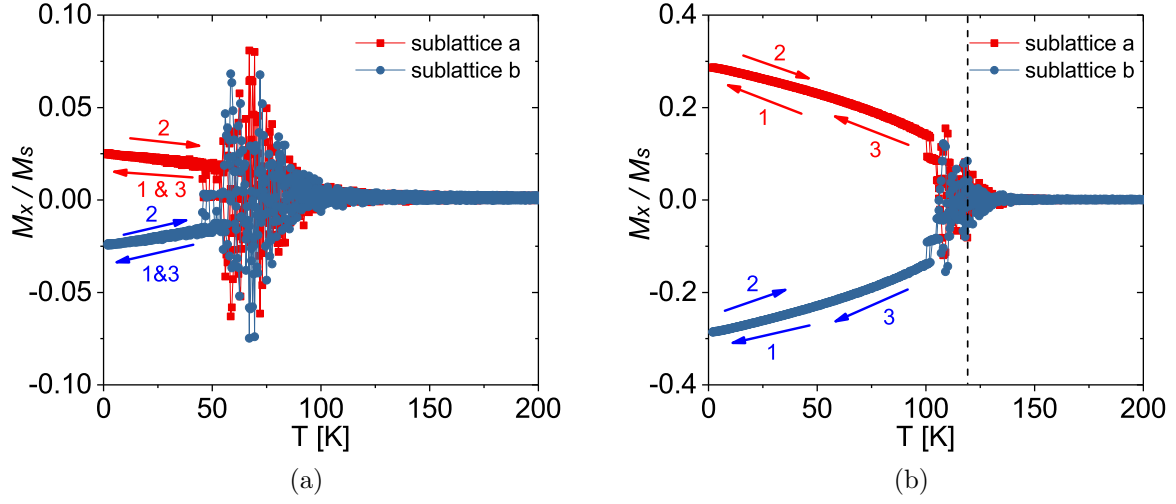 0.10
0.05
0.00
-0.05
-0.10
Mx / Ms
0
50
100
150
200
T [K]
sublattice a
sublattice b
2
1 & 3
2
1&3
(a)
0.4
0.2
0.0
-0.2
-0.4
Mx / Ms
0
50
100
150
200
T [K]
sublattice a
sublattice b
2
1
3
2
1
3
(b)